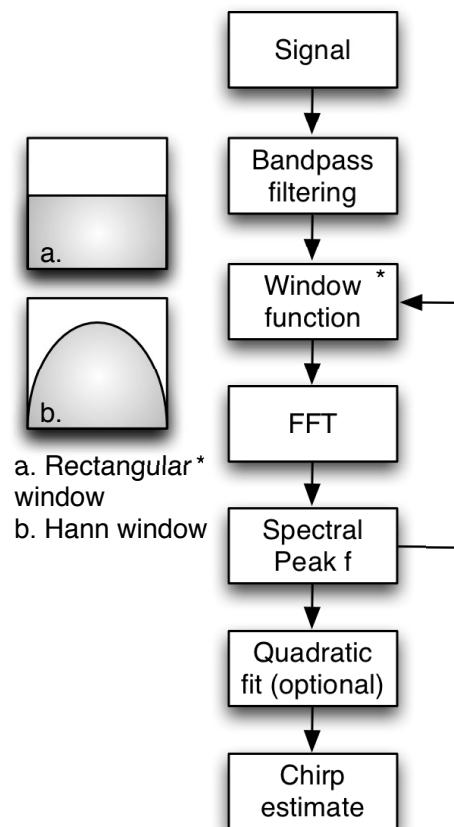 Signal
Bandpass
filtering
Window *
function
FFT
Spectral
Peak f
Quadratic
fit (optional)
Chirp
estimate
a.
b.
a. Rectangular *
window
b. Hann window